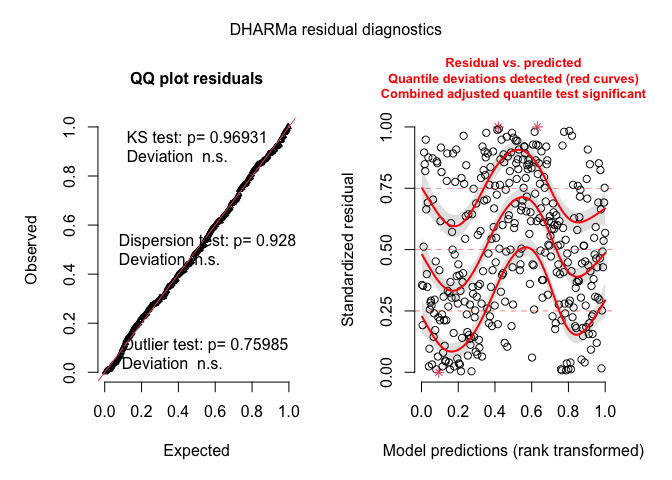 DHARMa residual diagnostics
QQ plot residuals
KS test: p= 0.96931
Deviation n.s.
Dispersion test: p= 0.928
Deviation n.s.
Outlier test: p= 0.75985
Deviation n.s.
Observed
0.0 0.2 0.4 0.6 0.8 1.0
0.0 0.2 0.4 0.6 0.8 1.0
Expected
Residual vs. predicted
Quantile deviations detected (red curves)
Combined adjusted quantile test significant
Standardized residual
0.00 0.25 0.50 0.75 1.00
0.0 0.2 0.4 0.6 0.8 1.0
Model predictions (rank transformed)